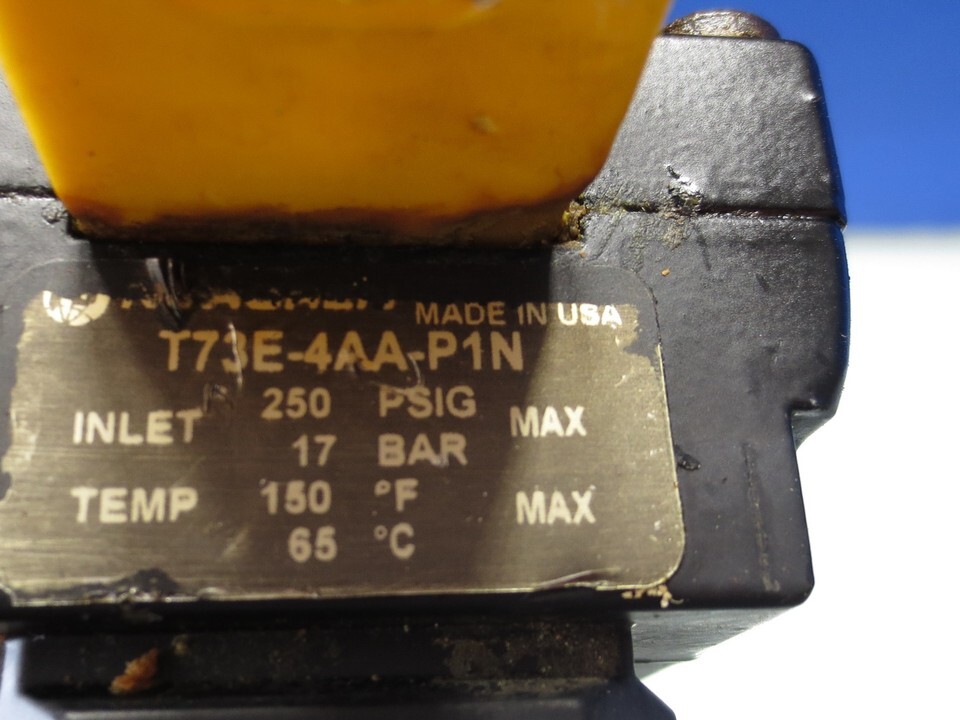 MADE IN USA
T73E-4AA-P1N
INLET 250 PSIG MAX
17 BAR
TEMP 150 °F MAX
65 °C